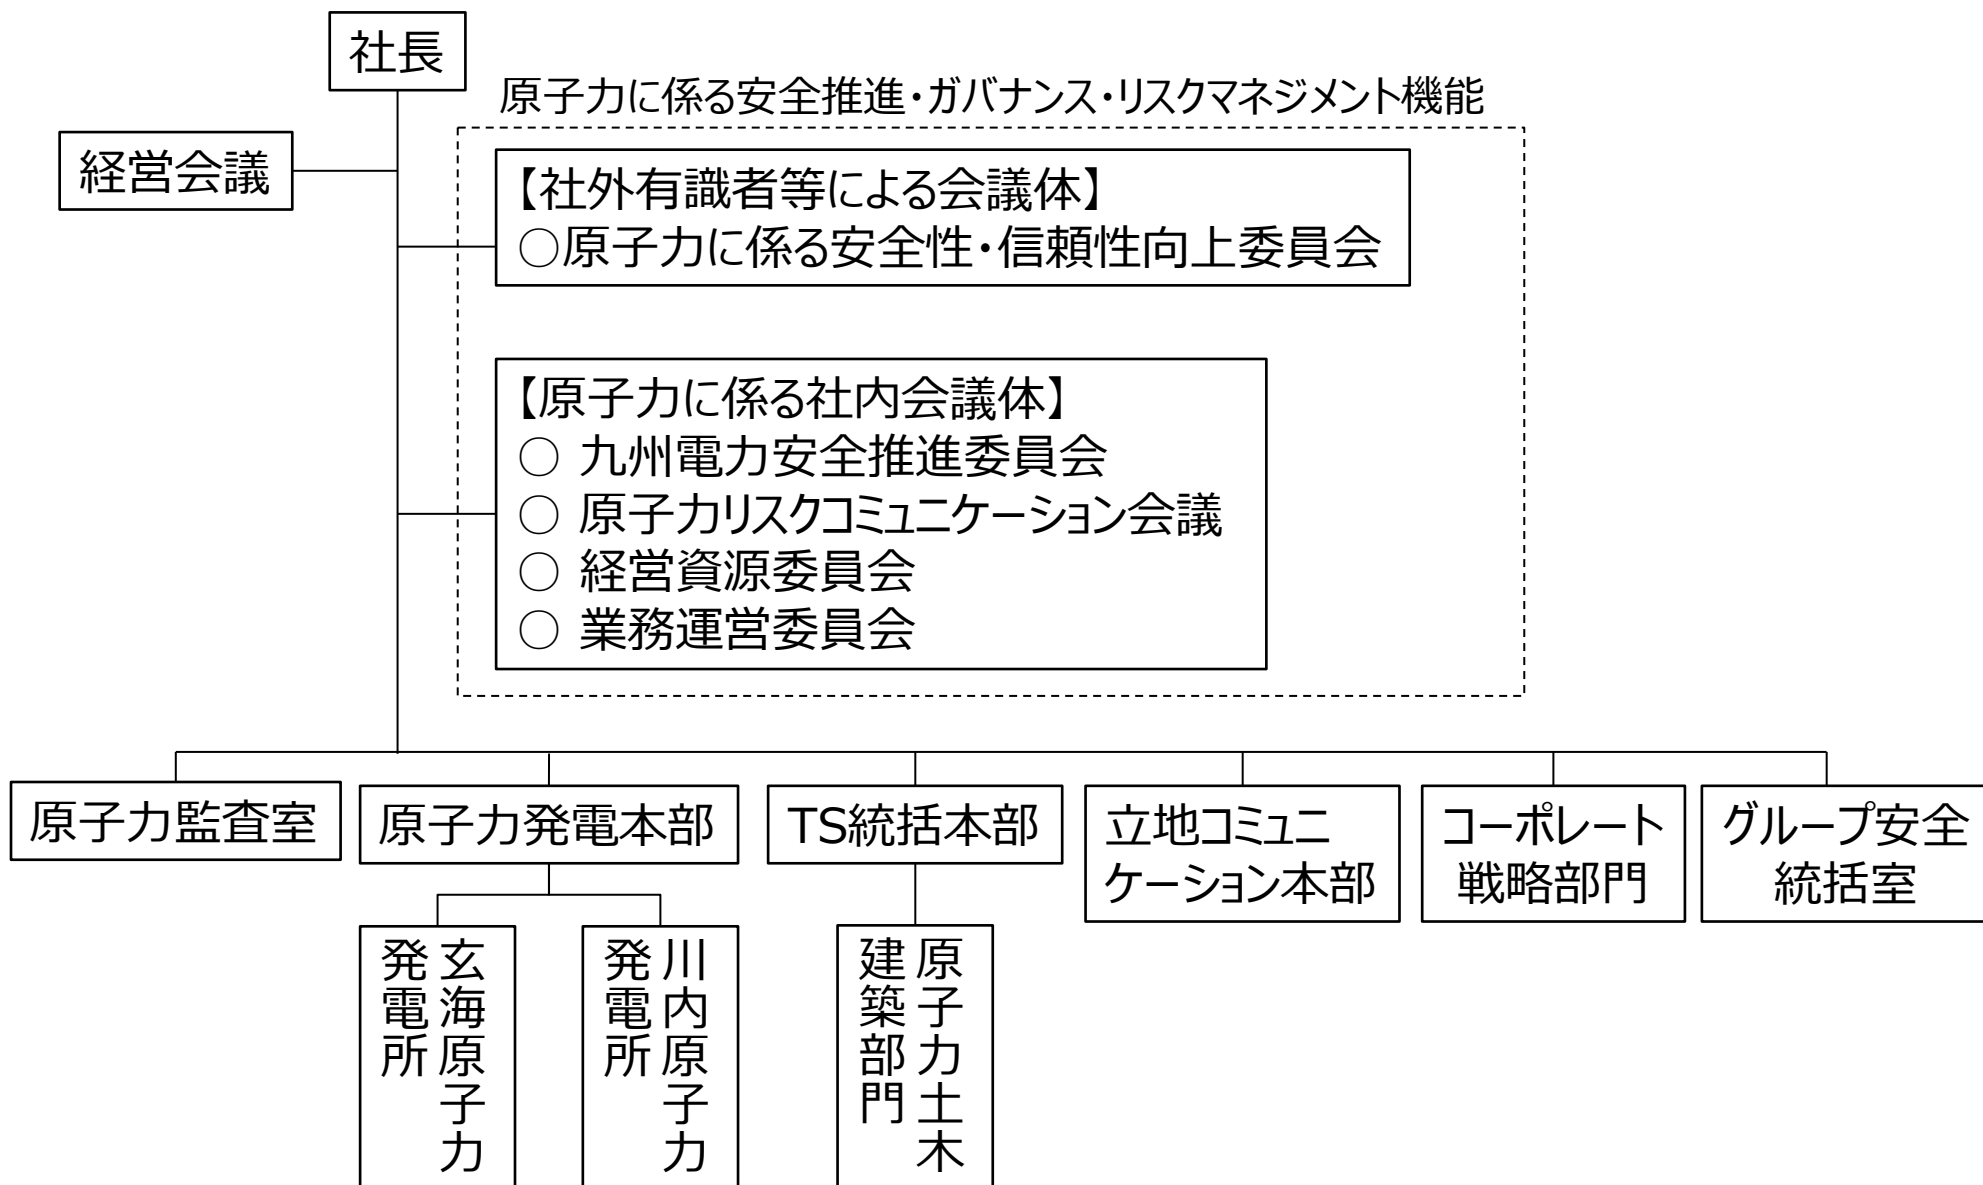 社長
原子力に係る安全推進・ガバナンス・リスクマネジメント機能
経営会議
【社外有識者等による会議体】
○原子力に係る安全性・信頼性向上委員会
【原子力に係る社内会議体】
○ 九州電力安全推進委員会
○ 原子力リスクコミュニケーション会議
○ 経営資源委員会
○ 業務運営委員会
原子力監査室
原子力発電本部
TS統括本部
立地コミュニ
ケーション本部
コーポレート
戦略部門
グループ安全
統括室
玄海原子力
発電所
川内原子力
発電所
原子力土木
建築部門